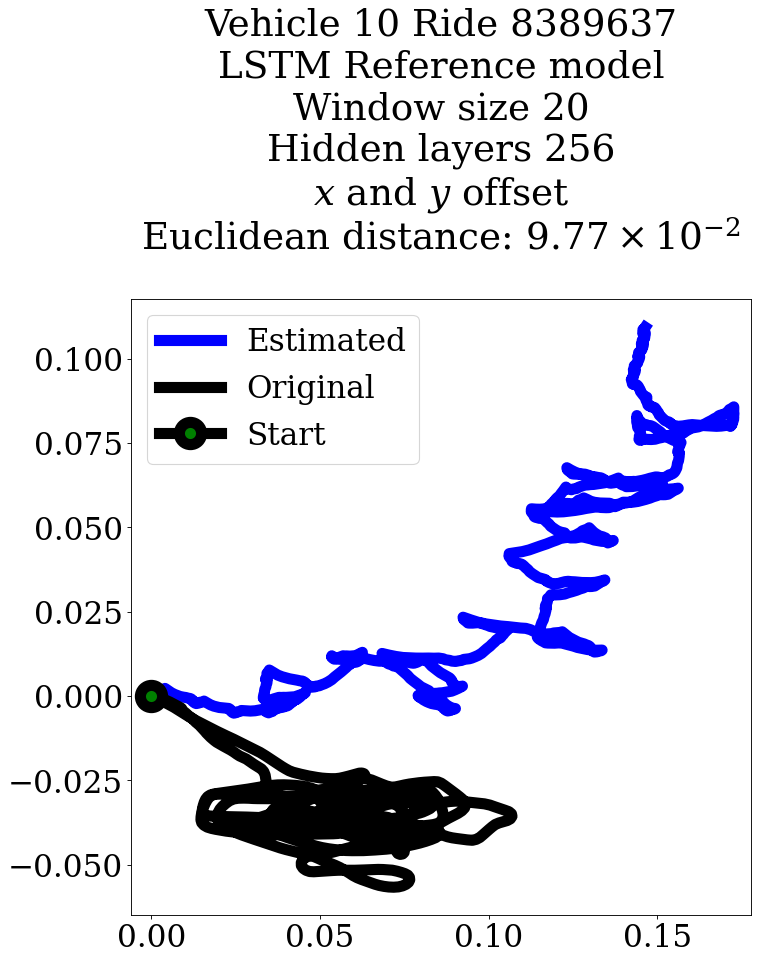 Vehicle 10 Ride 8389637
LSTM Reference model
Window size 20
Hidden layers 256
x and y offset
Euclidean distance: 9.77 × 10⁻²
Estimated
Original
Start
0.100
0.075
0.050
0.025
0.000
−0.025
−0.050
0.00 0.05 0.10 0.15